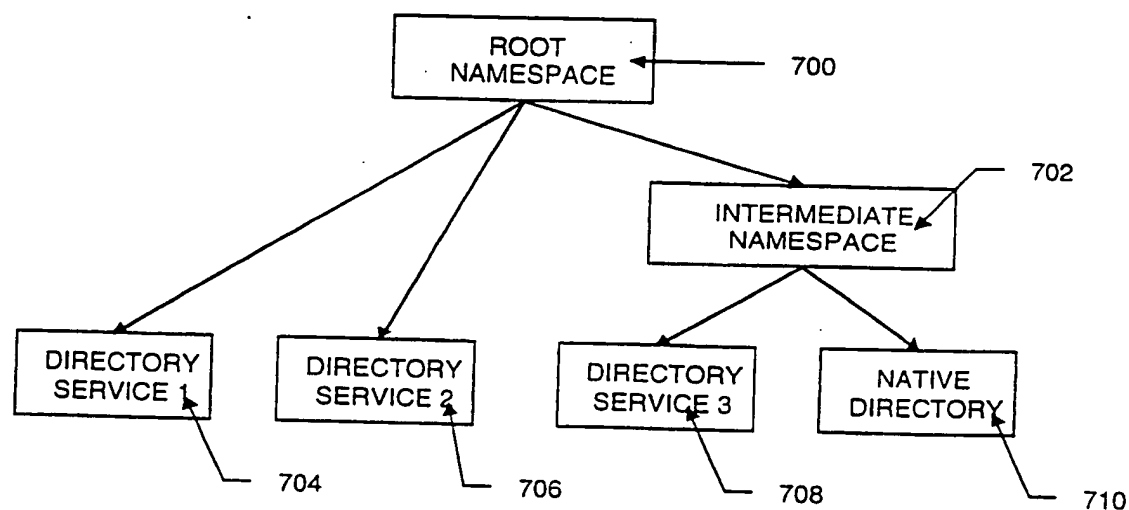 ROOT
NAMESPACE
700
702
INTERMEDIATE
NAMESPACE
DIRECTORY
SERVICE 1
DIRECTORY
SERVICE 2
DIRECTORY
SERVICE 3
NATIVE
DIRECTORY
704
706
708
710